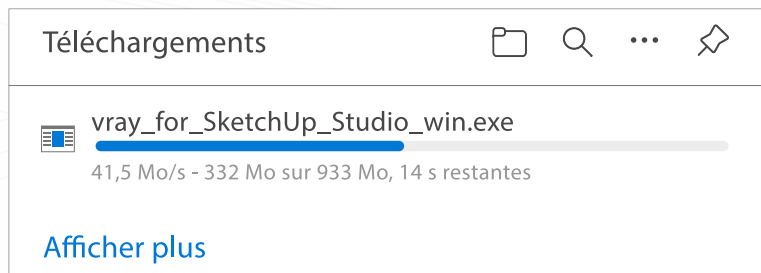 Téléchargements
vray_for_SketchUp_Studio_win.exe
41,5 Mo/s - 332 Mo sur 933 Mo, 14 s restantes
Afficher plus